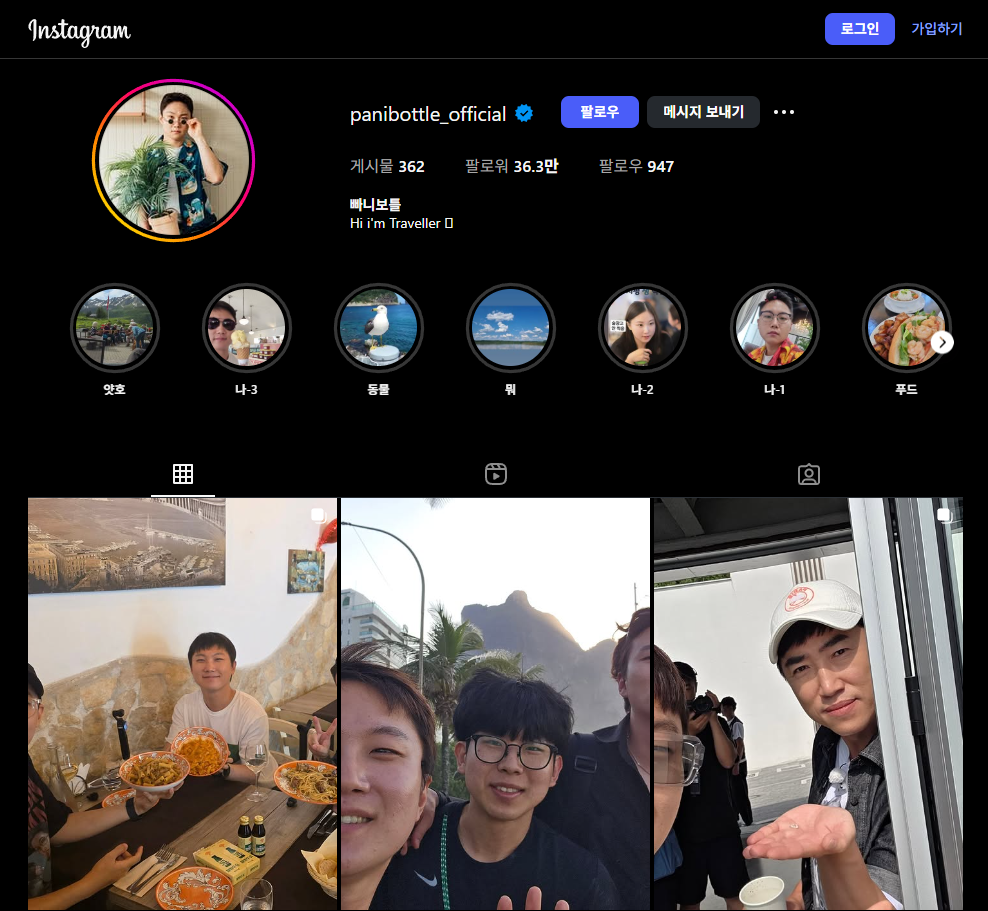 Instagram
로그인 가입하기
panibottle_official 팔로우 메시지 보내기
게시물 362 팔로워 36.3만 팔로우 947
빠니보틀
Hi i'm Traveller
얏호 나-3 동물 뭐 나-2 나-1 푸드